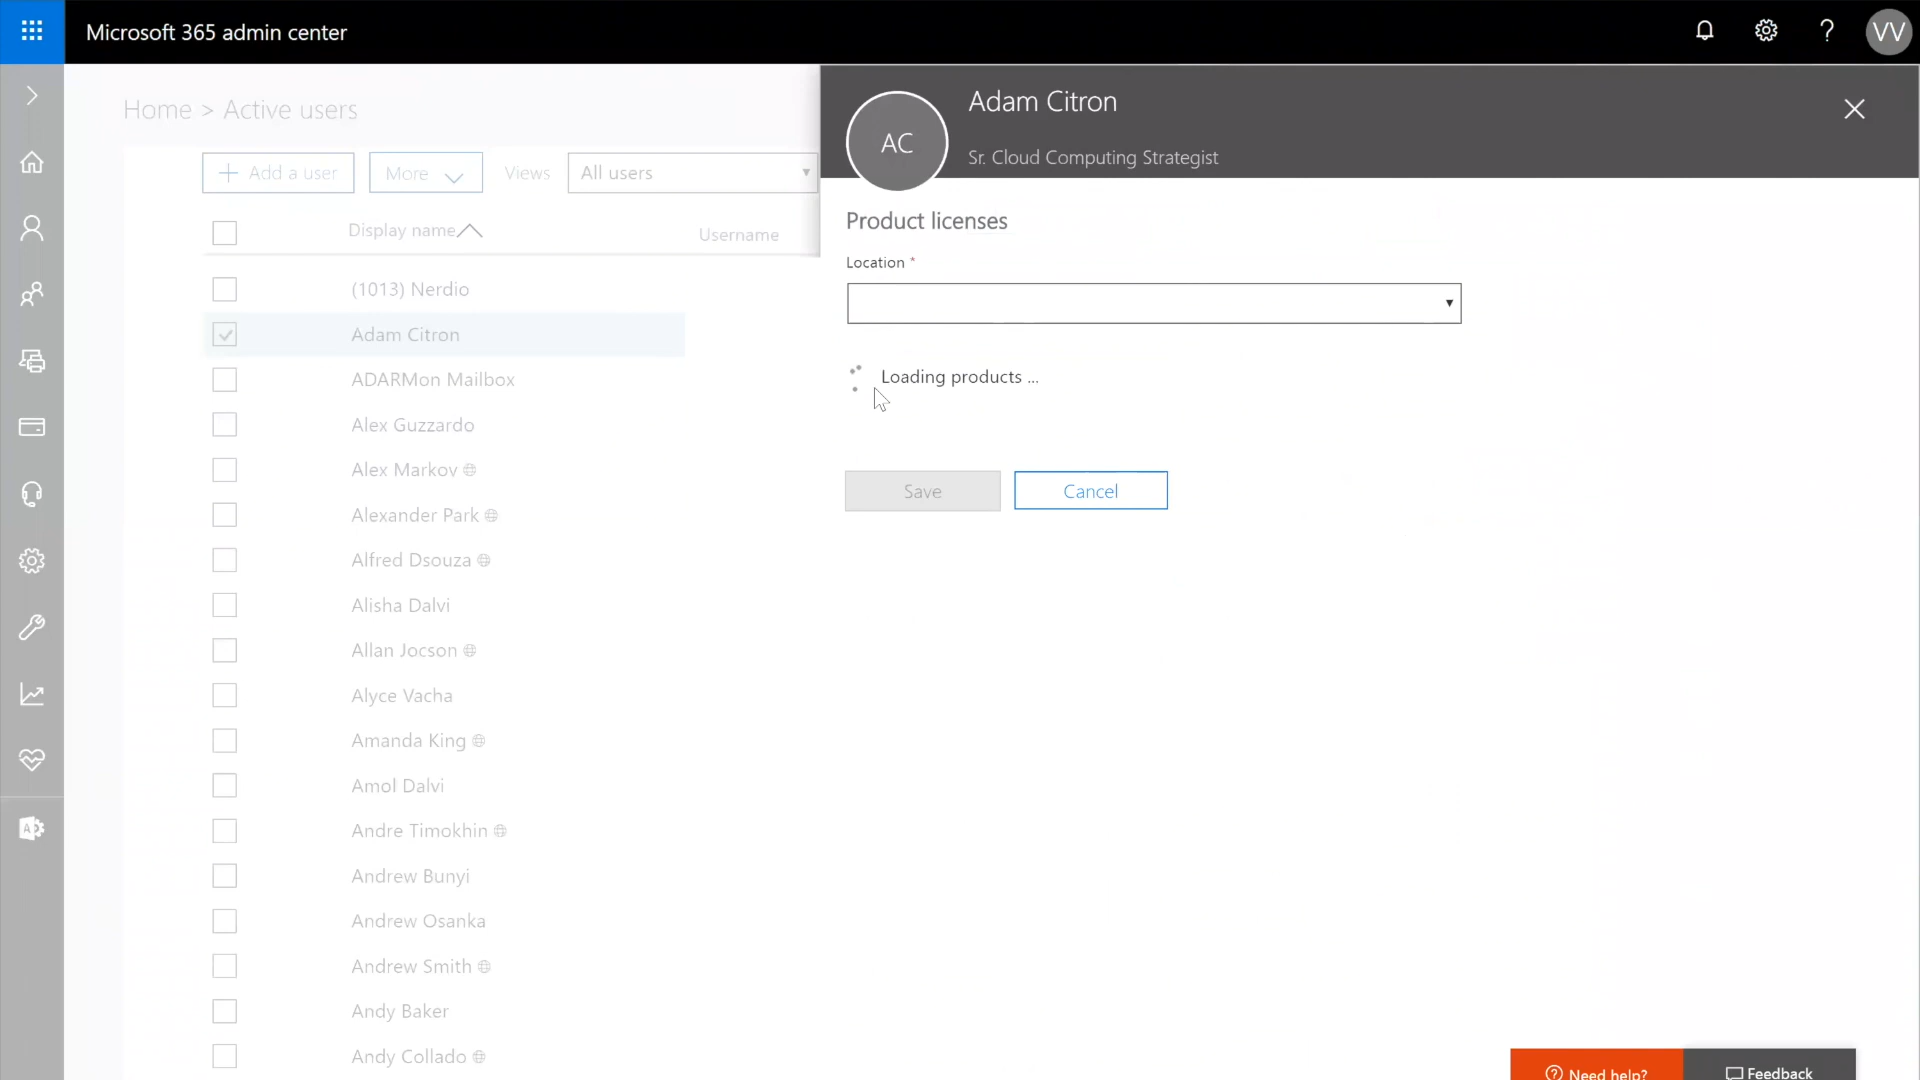 Microsoft 365 admin center
VV
Home > Active users
Add a user
More
Views
All users
Display name
Username
(1013) Nerdio
Adam Citron
ADARMon Mailbox
Alex Guzzardo
Alex Markov
Alexander Park
Alfred Dsouza
Alisha Dalvi
Allan Jocson
Alyce Vacha
Amanda King
Amol Dalvi
Andre Timokhin
Andrew Bunyi
Andrew Osanka
Andrew Smith
Andy Baker
Andy Collado
AC
Adam Citron
Sr. Cloud Computing Strategist
Product licenses
Location *
Loading products ...
Save
Cancel
Need help?
Feedback